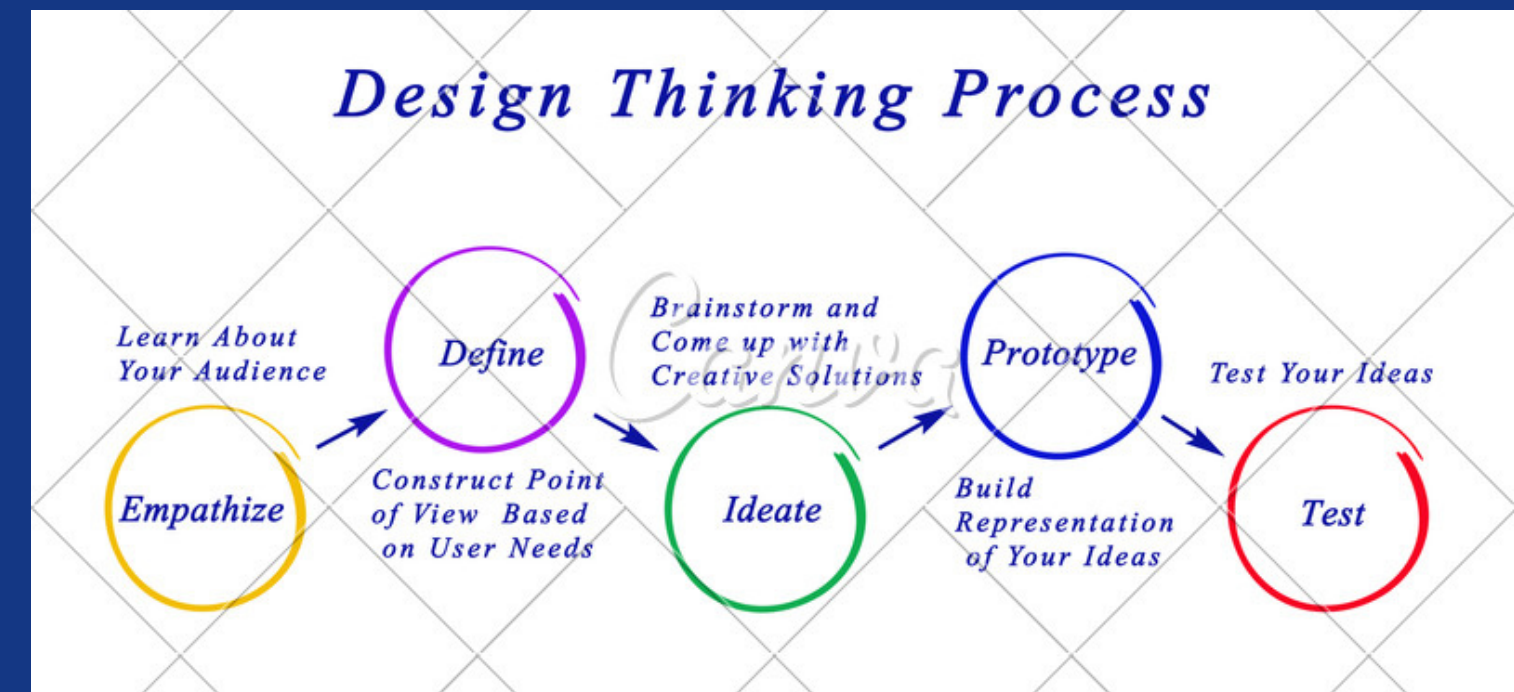 Design Thinking Process
Learn About
Your Audience
Empathize
Define
Construct Point
of View Based
on User Needs
Brainstorm and
Come up with
Creative Solutions
Ideate
Prototype
Build
Representation
of Your Ideas
Test Your Ideas
Test
Canva